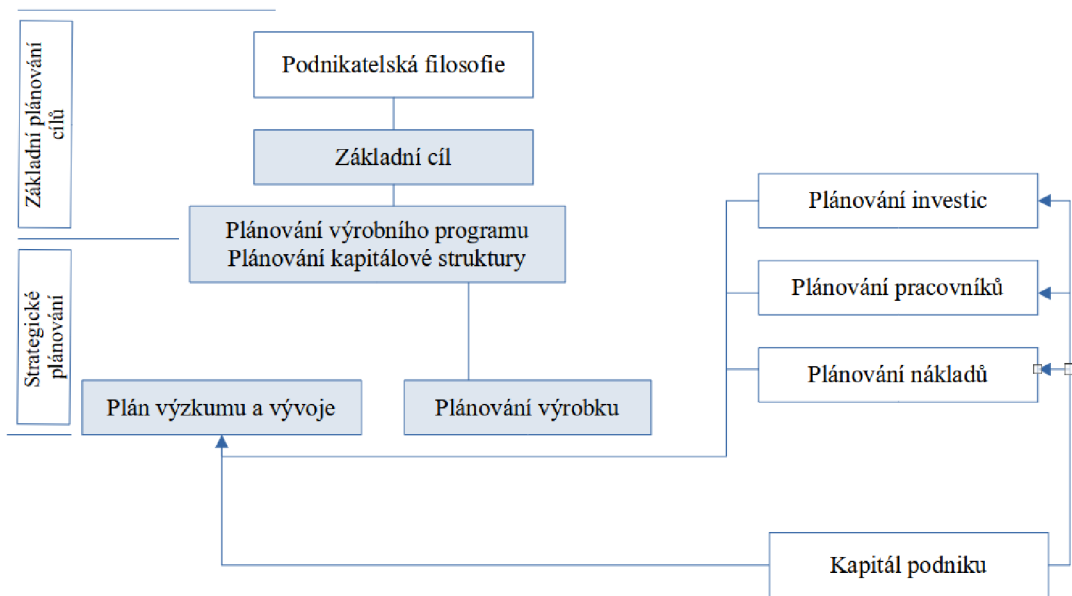 Základní plánování
cílů
Podnikatelská filosofie
Základní cíl
Plánování výrobního programu
Plánování kapitálové struktury
Strategické
plánování
Plán výzkumu a vývoje
Plánování výrobku
Plánování investic
Plánování pracovníků
Plánování nákladů
Kapitál podniku